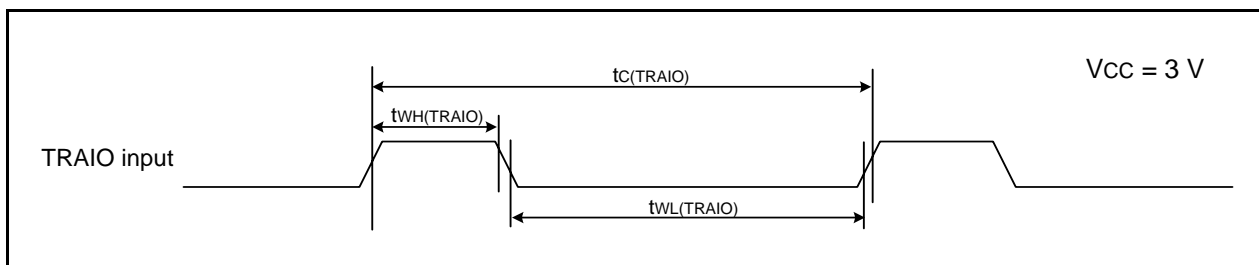 tC(TRAIO)
VCC = 3 V
tWH(TRAIO)
TRAIO input
tWL(TRAIO)